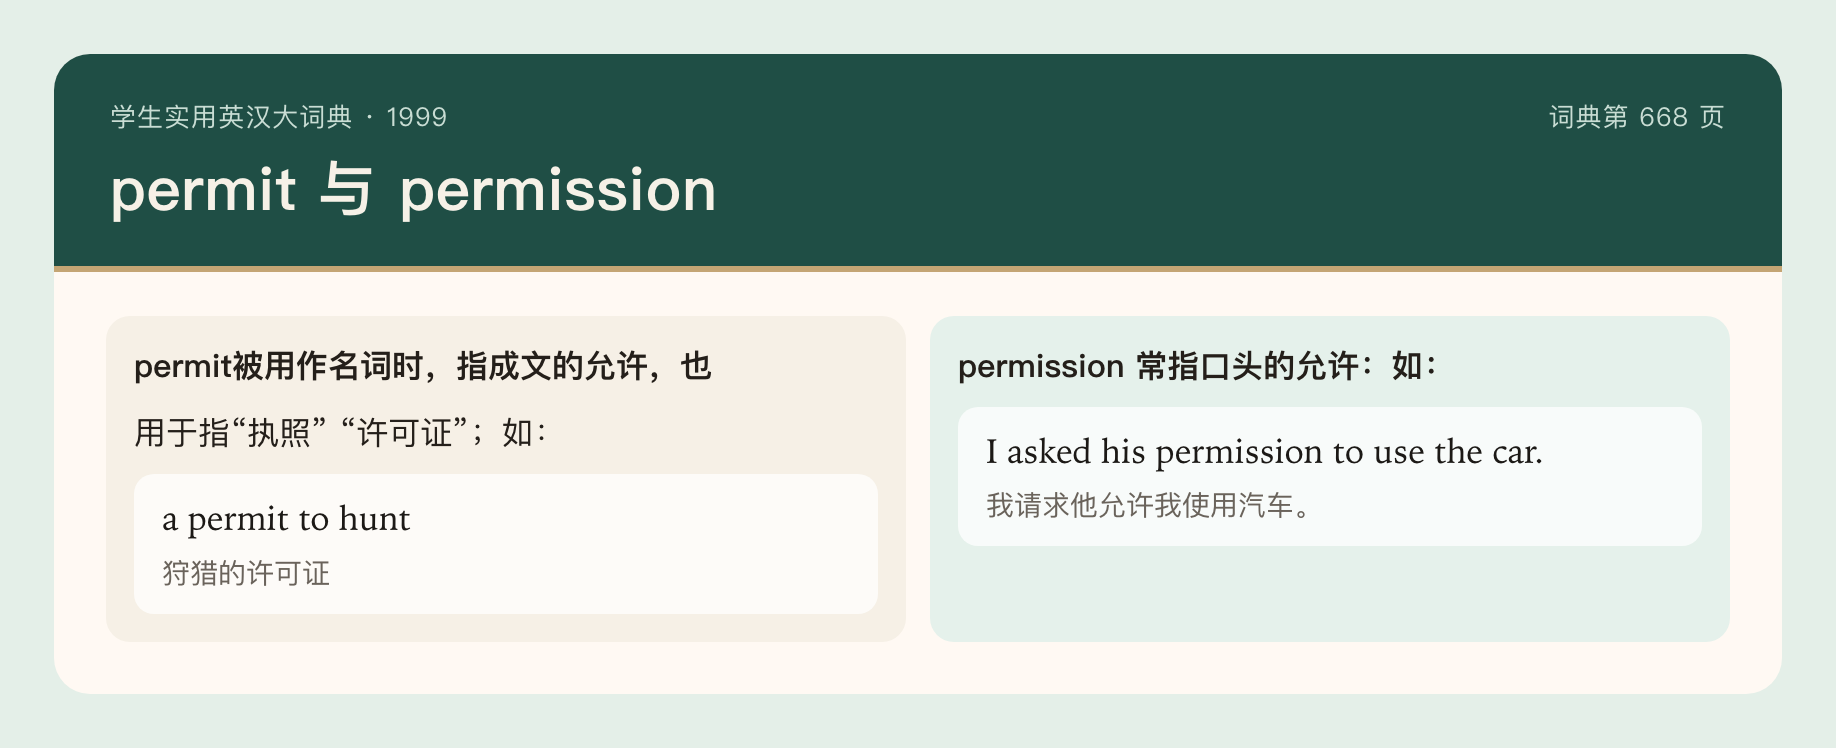 学生实用英汉大词典 · 1999
词典第 668 页
permit 与 permission
permit被用作名词时，指成文的允许，也
用于指“执照” “许可证”；如：
a permit to hunt
狩猎的许可证
permission 常指口头的允许：如：
I asked his permission to use the car.
我请求他允许我使用汽车。